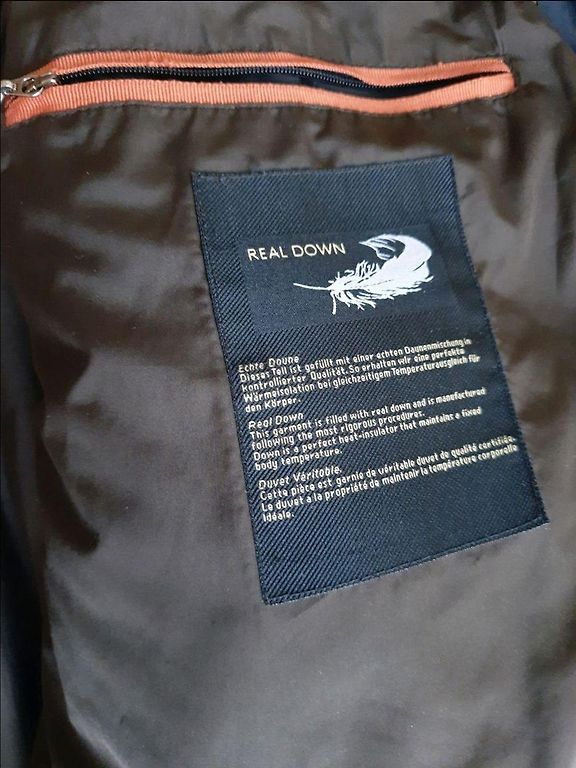 REAL DOWN
Echte Doune
Dieses Teil ist gefüllt mit einer echten Daunenmischung in
kontrollierter Qualität. So erhalten wir eine perfekte
Wärmeisolation bei gleichzeitigem Temperaturausgleich für
den Körper.
Real Down
This garment is filled with real down and is manufactured
following the most rigorous procedures.
Down is a perfect heat-insulator that maintains a fixed
body temperature.
Duvet Véritable.
Cette pièce est garnie de véritable duvet de qualité certifiée.
Le duvet a la propriété de maintenir la température corporelle
idéale.